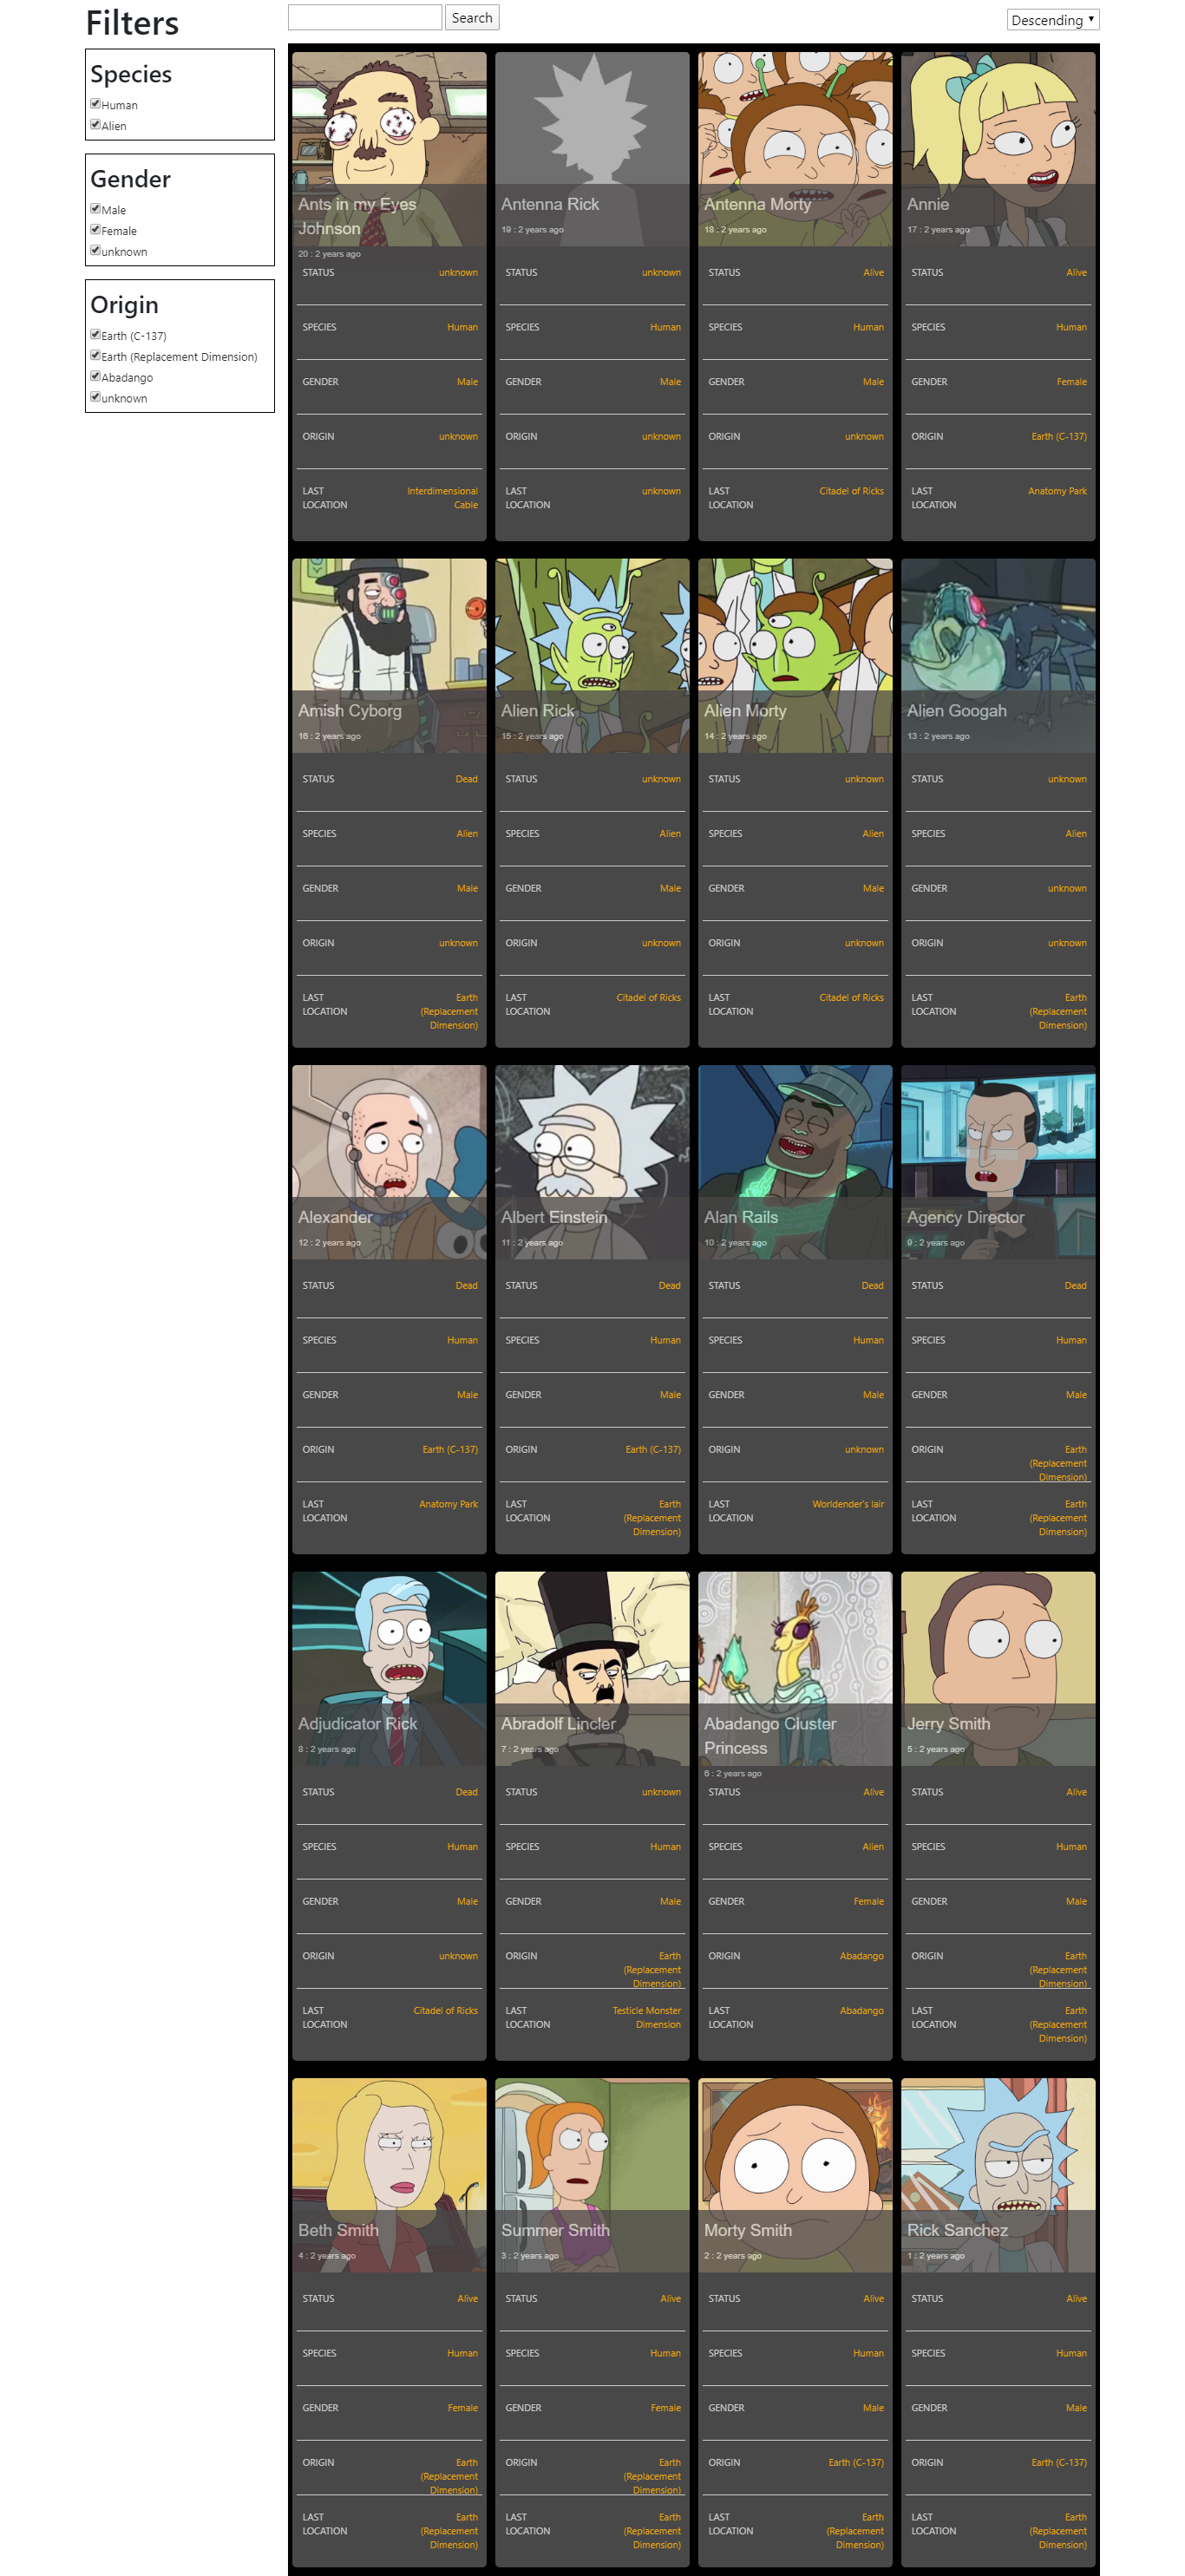 Filters
Search
Descending
Species
Human
Alien
Gender
Male
Female
unknown
Origin
Earth (C-137)
Earth (Replacement Dimension)
Abadango
unknown
Ants in my Eyes
Johnson
20 : 2 years ago
STATUS unknown
SPECIES Human
GENDER Male
ORIGIN unknown
LAST Interdimensional
LOCATION Cable
Antenna Rick
19 : 2 years ago
STATUS unknown
SPECIES Human
GENDER Male
ORIGIN unknown
LAST unknown
LOCATION
Antenna Morty
18 : 2 years ago
STATUS Alive
SPECIES Human
GENDER Male
ORIGIN unknown
LAST Citadel of Ricks
LOCATION
Annie
17 : 2 years ago
STATUS Alive
SPECIES Human
GENDER Female
ORIGIN Earth (C-137)
LAST Anatomy Park
LOCATION
Amish Cyborg
16 : 2 years ago
STATUS Dead
SPECIES Alien
GENDER Male
ORIGIN unknown
LAST Earth
LOCATION (Replacement
Dimension)
Alien Rick
15 : 2 years ago
STATUS unknown
SPECIES Alien
GENDER Male
ORIGIN unknown
LAST Citadel of Ricks
LOCATION
Alien Morty
14 : 2 years ago
STATUS unknown
SPECIES Alien
GENDER Male
ORIGIN unknown
LAST Citadel of Ricks
LOCATION
Alien Googah
13 : 2 years ago
STATUS unknown
SPECIES Alien
GENDER unknown
ORIGIN unknown
LAST Earth
LOCATION (Replacement
Dimension)
Alexander
12 : 2 years ago
STATUS Dead
SPECIES Human
GENDER Male
ORIGIN Earth (C-137)
LAST Anatomy Park
LOCATION
Albert Einstein
11 : 2 years ago
STATUS Dead
SPECIES Human
GENDER Male
ORIGIN Earth (C-137)
LAST Earth
LOCATION (Replacement
Dimension)
Alan Rails
10 : 2 years ago
STATUS Dead
SPECIES Human
GENDER Male
ORIGIN unknown
LAST Worldender's lair
LOCATION
Agency Director
9 : 2 years ago
STATUS Dead
SPECIES Human
GENDER Male
ORIGIN Earth
(Replacement
Dimension)
LAST Earth
LOCATION (Replacement
Dimension)
Adjudicator Rick
8 : 2 years ago
STATUS Dead
SPECIES Human
GENDER Male
ORIGIN unknown
LAST Citadel of Ricks
LOCATION
Abradolf Lincler
7 : 2 years ago
STATUS unknown
SPECIES Human
GENDER Male
ORIGIN Earth
(Replacement
Dimension)
LAST Testicle Monster
LOCATION Dimension
Abadango Cluster
Princess
6 : 2 years ago
STATUS Alive
SPECIES Alien
GENDER Female
ORIGIN Abadango
LAST Abadango
LOCATION
Jerry Smith
5 : 2 years ago
STATUS Alive
SPECIES Human
GENDER Male
ORIGIN Earth
(Replacement
Dimension)
LAST Earth
LOCATION (Replacement
Dimension)
Beth Smith
4 : 2 years ago
STATUS Alive
SPECIES Human
GENDER Female
ORIGIN Earth
(Replacement
Dimension)
LAST Earth
LOCATION (Replacement
Dimension)
Summer Smith
3 : 2 years ago
STATUS Alive
SPECIES Human
GENDER Female
ORIGIN Earth
(Replacement
Dimension)
LAST Earth
LOCATION (Replacement
Dimension)
Morty Smith
2 : 2 years ago
STATUS Alive
SPECIES Human
GENDER Male
ORIGIN Earth (C-137)
LAST Earth
LOCATION (Replacement
Dimension)
Rick Sanchez
1 : 2 years ago
STATUS Alive
SPECIES Human
GENDER Male
ORIGIN Earth (C-137)
LAST Earth
LOCATION (Replacement
Dimension)